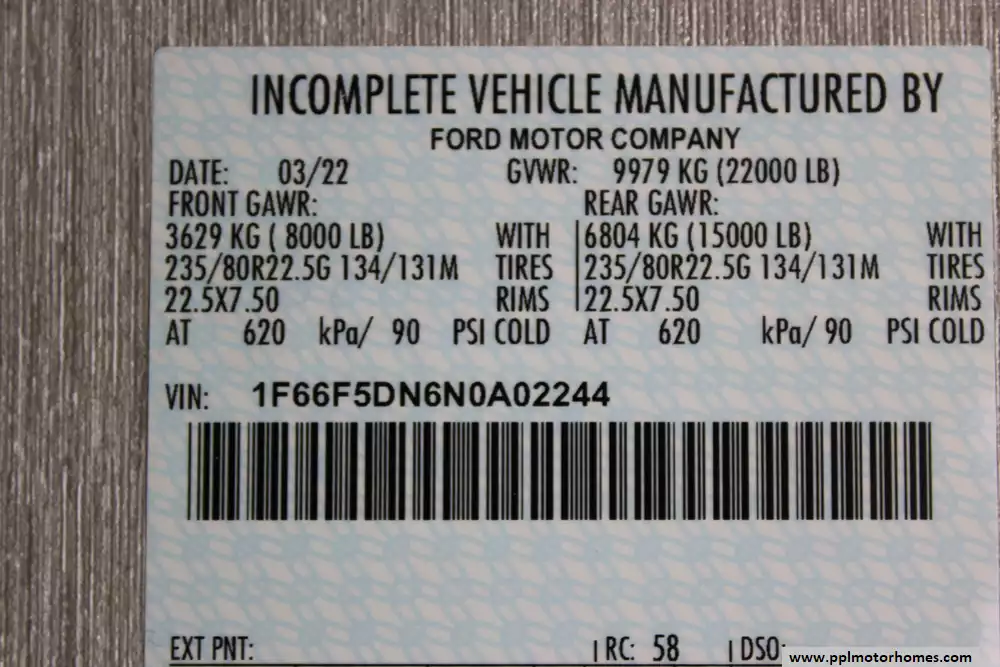 INCOMPLETE VEHICLE MANUFACTURED BY
FORD MOTOR COMPANY
DATE: 03/22 GVWR: 9979 KG (22000 LB)
FRONT GAWR: REAR GAWR:
3629 KG ( 8000 LB) WITH 6804 KG (15000 LB) WITH
235/80R22.5G 134/131M TIRES 235/80R22.5G 134/131M TIRES
22.5X7.50 RIMS 22.5X7.50 RIMS
AT 620 kPa/ 90 PSI COLD AT 620 kPa/ 90 PSI COLD
VIN: 1F66F5DN6N0A02244
EXT PNT: RC: 58 DSO:
www.pplmotorhomes.com